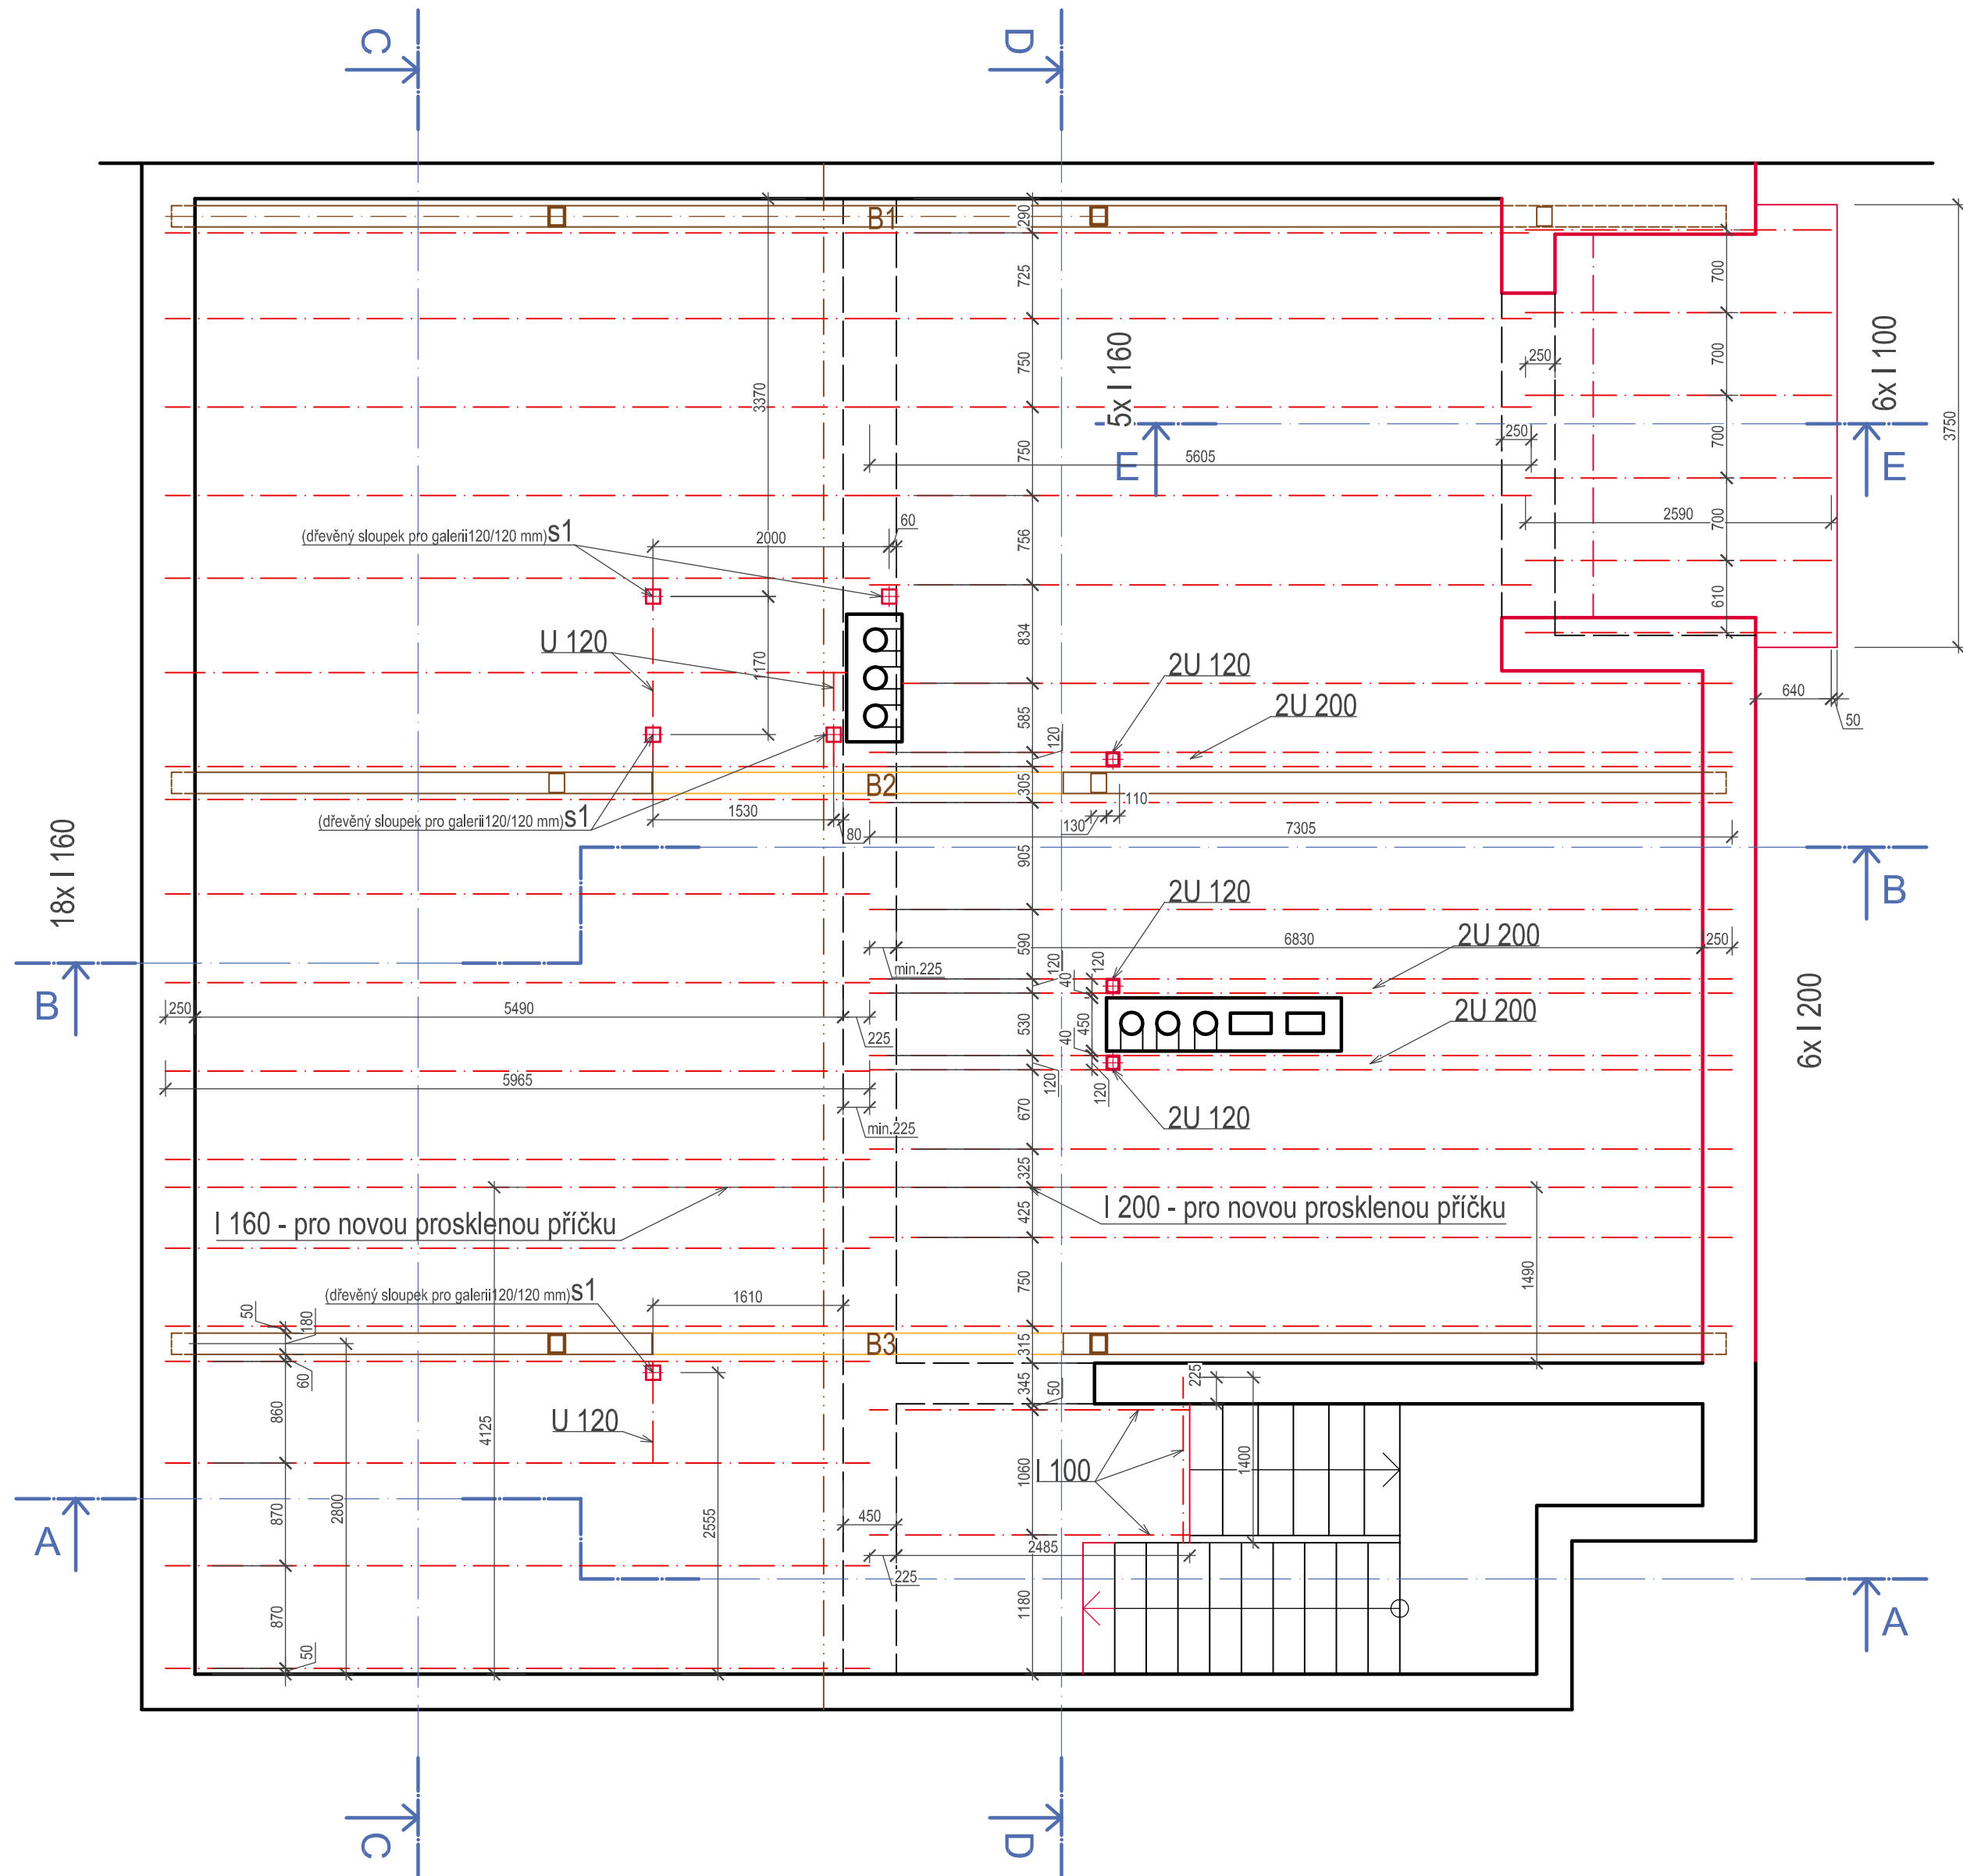 C
D
B1
290
725
700
750
5x I 160
700
6x I 100
250
3370
250
3750
750
700
E
5605
E
(dřevěný sloupek pro galerii120/120 mm)s1
60
2000
756
2590
700
610
U 120
1170
834
2U 120
2U 200
585
120
640
50
B2
305
(dřevěný sloupek pro galerii120/120 mm)s1
1530
80
130
110
7305
18x I 160
905
2U 120
B
590
6830
2U 200
250
min.225
120
120
40
B
250
5490
225
530
450
2U 200
6x I 200
40
5965
120
120
min.225
670
2U 120
325
I 160 - pro novou prosklenou příčku
425
I 200 - pro novou prosklenou příčku
1490
(dřevěný sloupek pro galerii120/120 mm)s1
1610
750
50
180
B3
315
60
345
50
225
860
U 120
4125
1060
I 100
1400
A
870
2800
2555
450
2485
225
1180
A
870
50
C
D